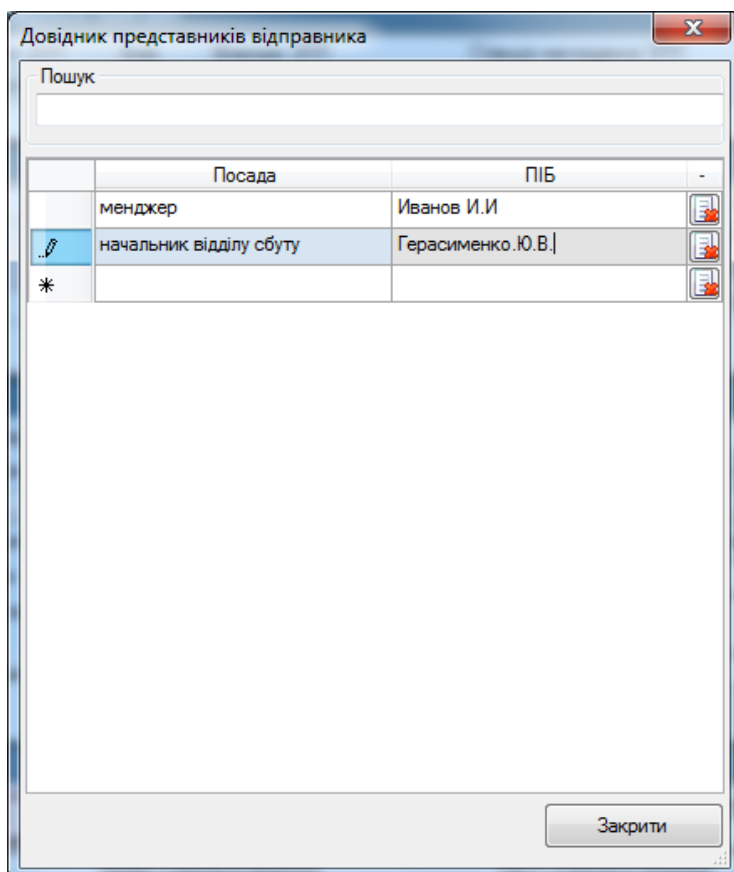 Довідник представників відправника
Пошук
Посада ПІБ -
менджер Иванов И.И
начальник відділу сбуту Герасименко.Ю.В.
Закрити